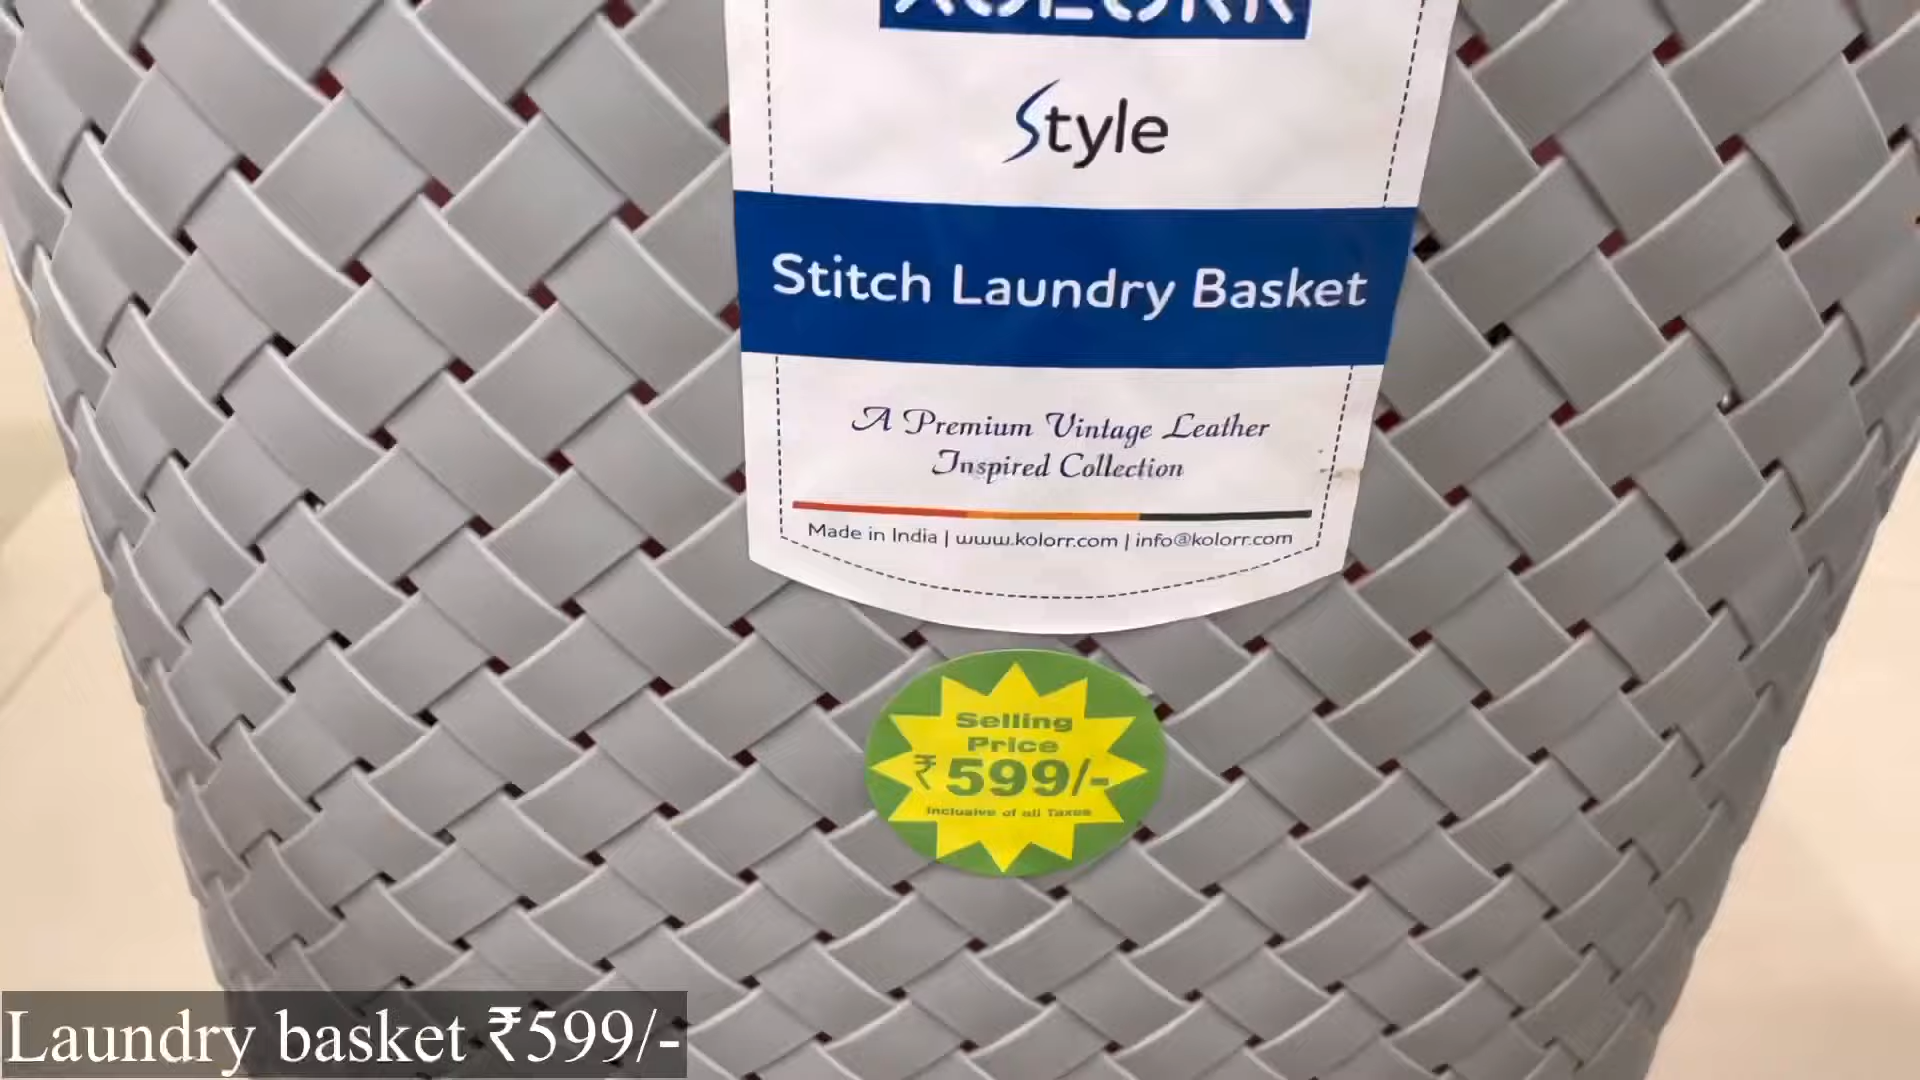 KOLORR
Style
Stitch Laundry Basket
A Premium Vintage Leather
Inspired Collection
Made in India | www.kolorr.com | info@kolorr.com
Selling
Price
₹599/-
Inclusive of all Taxes
Laundry basket ₹599/-